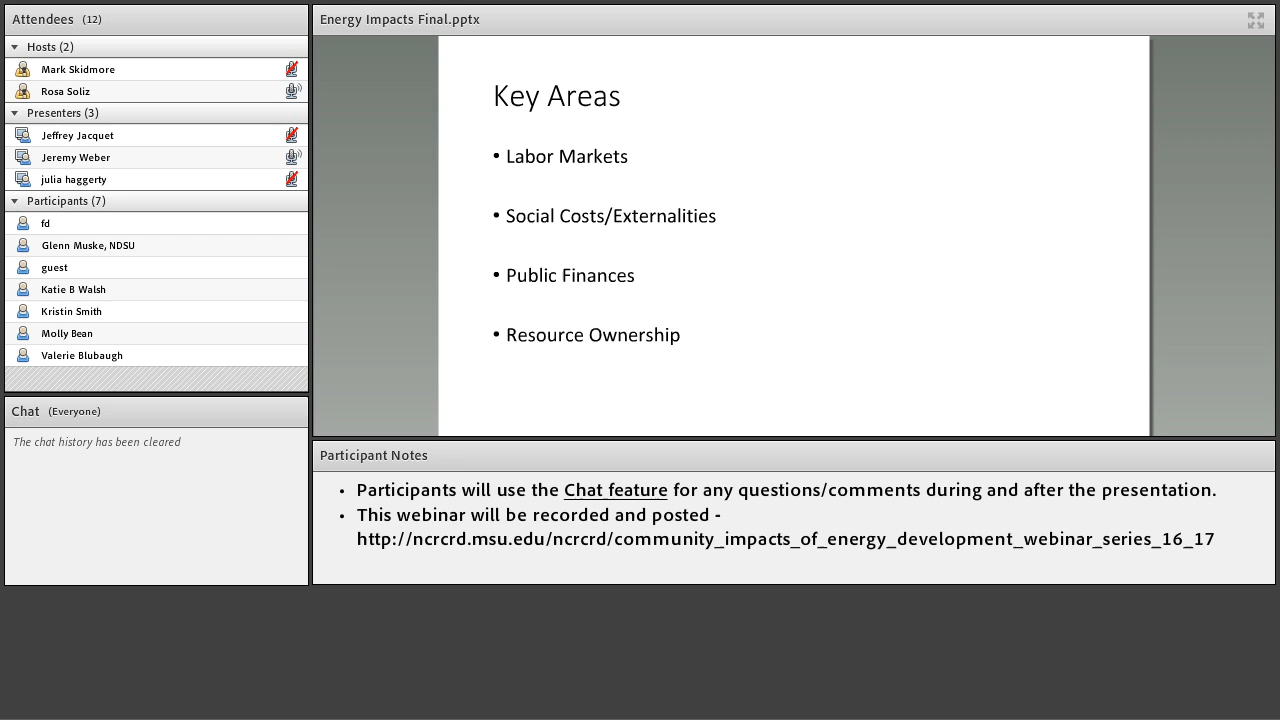 Attendees (12)
Hosts (2)
Mark Skidmore
Rosa Soliz
Presenters (3)
Jeffrey Jacquet
Jeremy Weber
julia haggerty
Participants (7)
fd
Glenn Muske, NDSU
guest
Katie B Walsh
Kristin Smith
Molly Bean
Valerie Blubaugh
Chat (Everyone)
The chat history has been cleared
Energy Impacts Final.pptx
Key Areas
• Labor Markets
• Social Costs/Externalities
• Public Finances
• Resource Ownership
Participant Notes
• Participants will use the Chat feature for any questions/comments during and after the presentation.
• This webinar will be recorded and posted -
http://ncrcrd.msu.edu/ncrcrd/community_impacts_of_energy_development_webinar_series_16_17